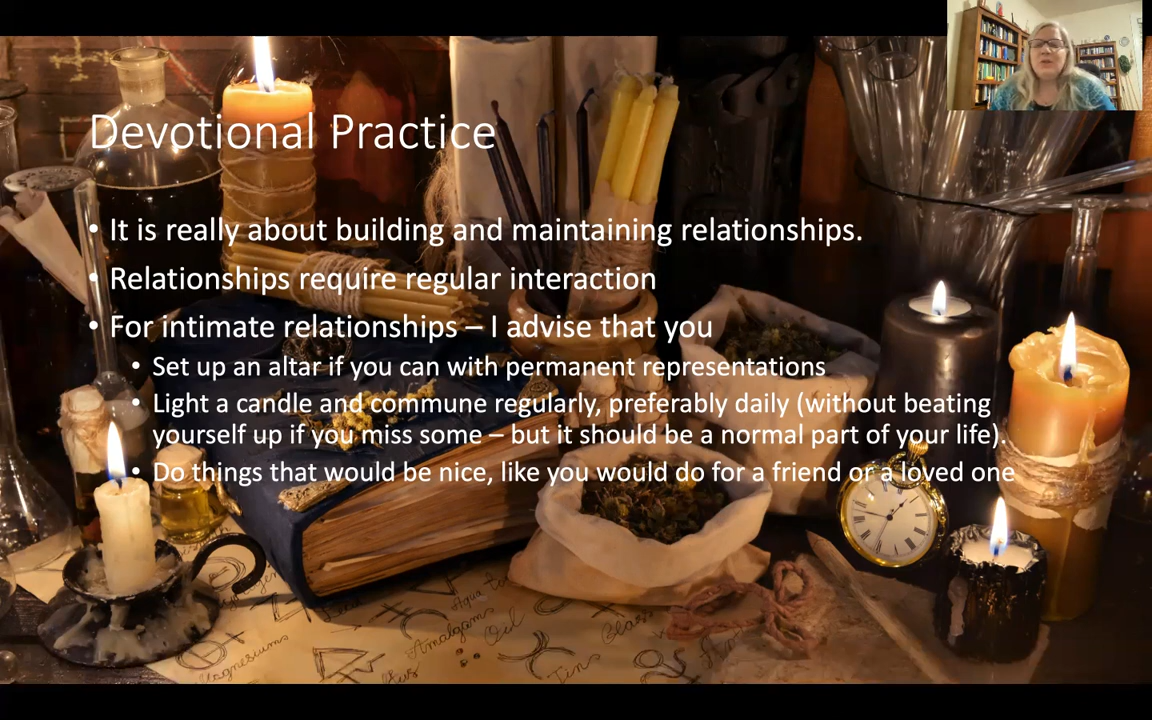 Devotional Practice
• It is really about building and maintaining relationships.
• Relationships require regular interaction
• For intimate relationships – I advise that you
• Set up an altar if you can with permanent representations
• Light a candle and commune regularly, preferably daily (without beating
yourself up if you miss some – but it should be a normal part of your life).
• Do things that would be nice, like you would do for a friend or a loved one
Aqua
Amalgam
Oil
Tin